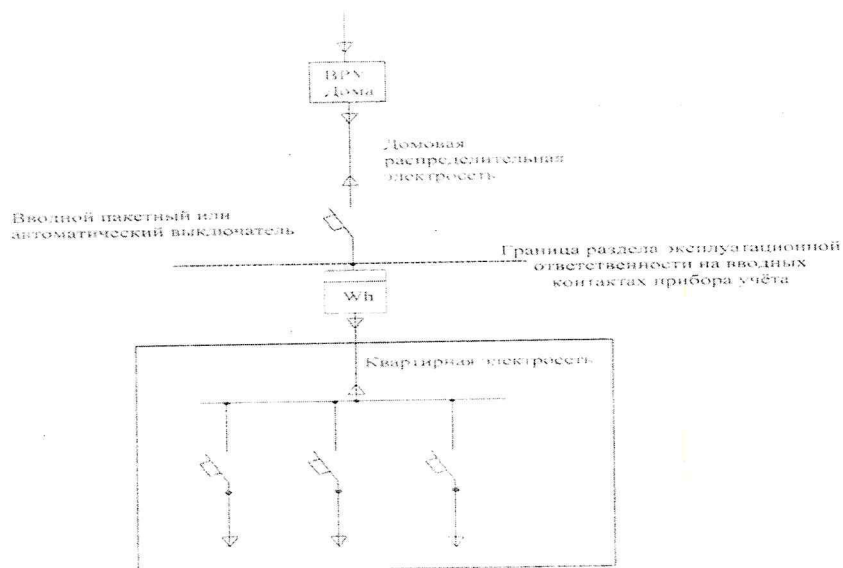 ВРУ
Дома
Домовая
распределительная
электросеть
Вводной пакетный или
автоматический выключатель
Граница раздела эксплуатационной
ответственности на вводных
контактах прибора учёта
Wh
Квартирная электросеть